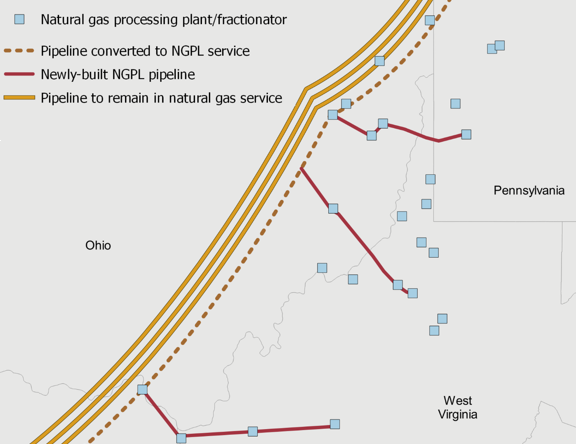 Natural gas processing plant/fractionator
Pipeline converted to NGPL service
Newly-built NGPL pipeline
Pipeline to remain in natural gas service
Pennsylvania
Ohio
West
Virginia